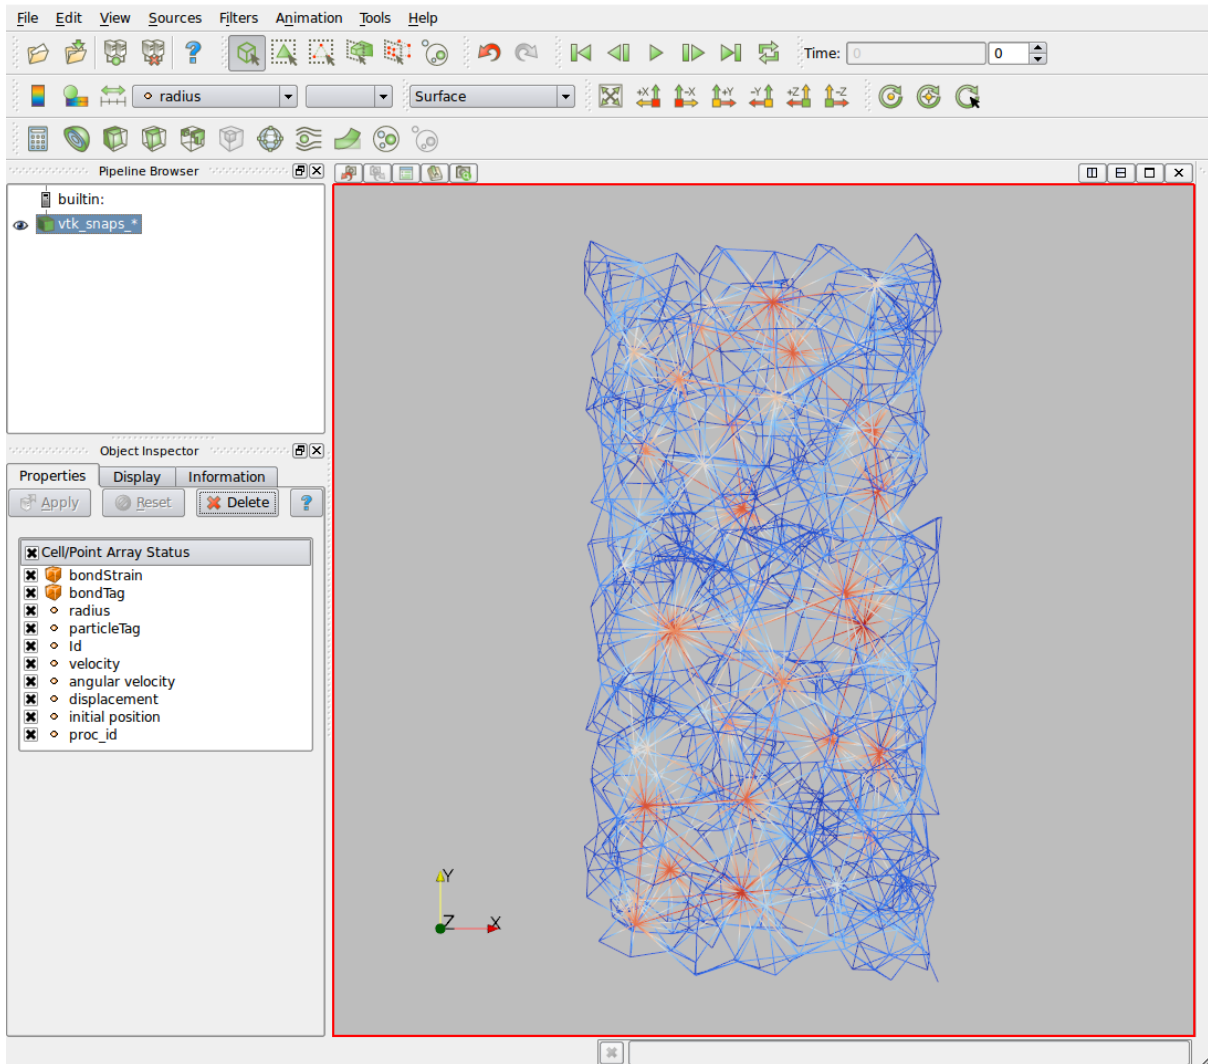 File Edit View Sources Filters Animation Tools Help
Time: 0 0
radius Surface
+X -X +Y -Y +Z -Z
Pipeline Browser
builtin:
vtk_snaps_*
Object Inspector
Properties Display Information
Apply Reset Delete ?
Cell/Point Array Status
bondStrain
bondTag
radius
particleTag
Id
velocity
angular velocity
displacement
initial position
proc_id
Y
Z X